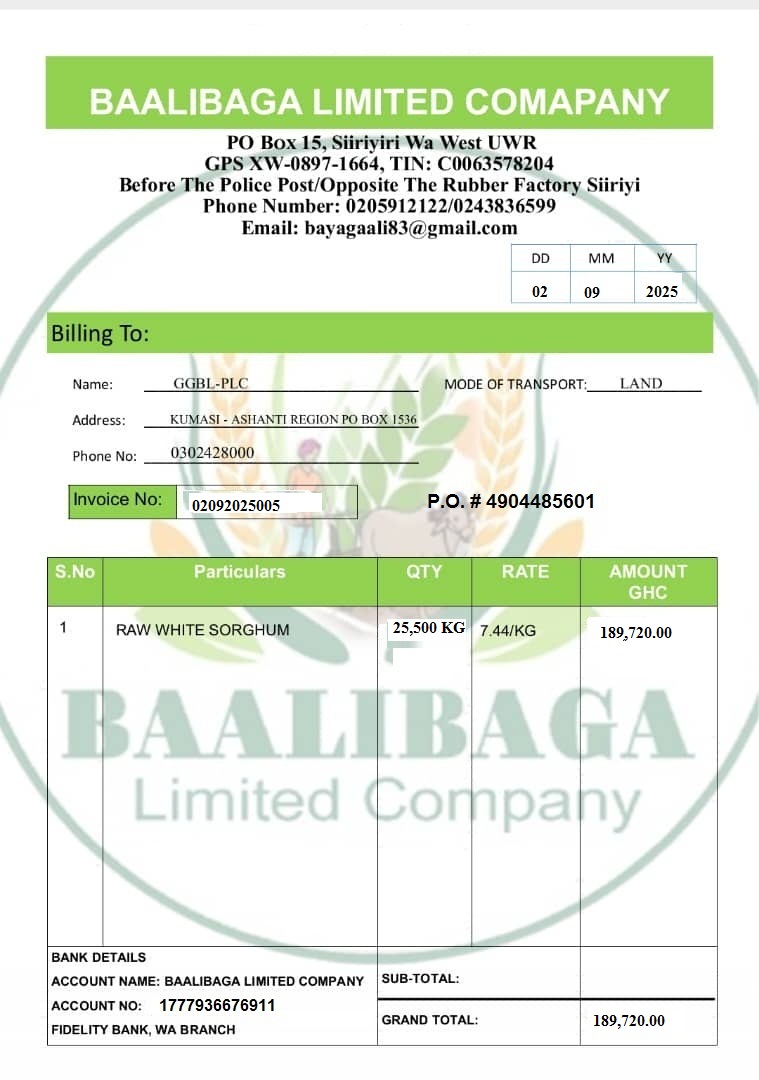 BAALIBAGA LIMITED COMAPANY
PO Box 15, Siiriyiri Wa West UWR
GPS XW-0897-1664, TIN: C0063578204
Before The Police Post/Opposite The Rubber Factory Siiriyi
Phone Number: 0205912122/0243836599
Email: bayagaali83@gmail.com
DD MM YY
02 09 2025
Billing To:
Name: GGBL-PLC MODE OF TRANSPORT: LAND
Address: KUMASI - ASHANTI REGION PO BOX 1536
Phone No: 0302428000
Invoice No: 02092025005 P.O. # 4904485601
S.No Particulars QTY RATE AMOUNT GHC
1 RAW WHITE SORGHUM 25,500 KG 7.44/KG 189,720.00
BAALIBAGA
Limited Company
BANK DETAILS
ACCOUNT NAME: BAALIBAGA LIMITED COMPANY SUB-TOTAL:
ACCOUNT NO: 1777936676911
GRAND TOTAL: 189,720.00
FIDELITY BANK, WA BRANCH